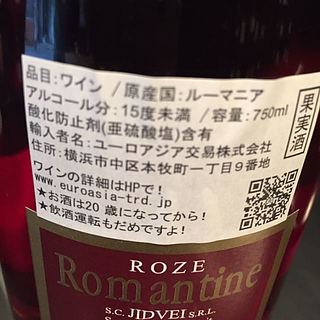 品目:ワイン / 原産国:ルーマニア
アルコール分:15度未満 / 容量:750ml
酸化防止剤(亜硫酸塩)含有
輸入者名:ユーロアジア交易株式会社
住所:横浜市中区本牧町一丁目9番地
ワインの詳細はHPで!
www.euroasia-trd.com
★お酒は20歳になってから!
★飲酒運転もだめですよ!
果実酒
ROZE
Romantine
S.C. JIDVEI S.R.L.